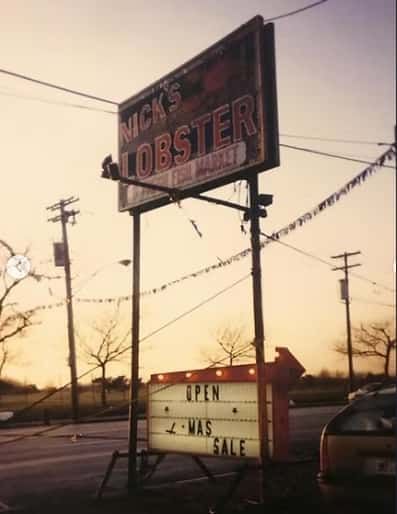 NICK'S
LOBSTER
FISH MARKET
OPEN
MAS
SALE